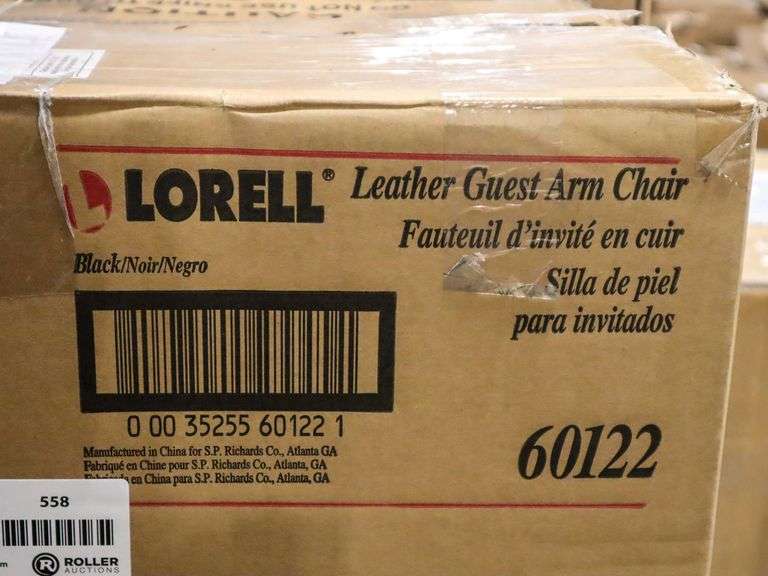 LORELL®
Leather Guest Arm Chair
Fauteuil d'invité en cuir
Black/Noir/Negro
Silla de piel
para invitados
0 00 35255 60122 1
60122
Manufactured in China for S.P. Richards Co., Atlanta GA
Fabriqué en Chine pour S.P. Richards Co., Atlanta, GA
Fabricado en China para S.P. Richards Co., Atlanta, GA
558
R ROLLER
AUCTIONS